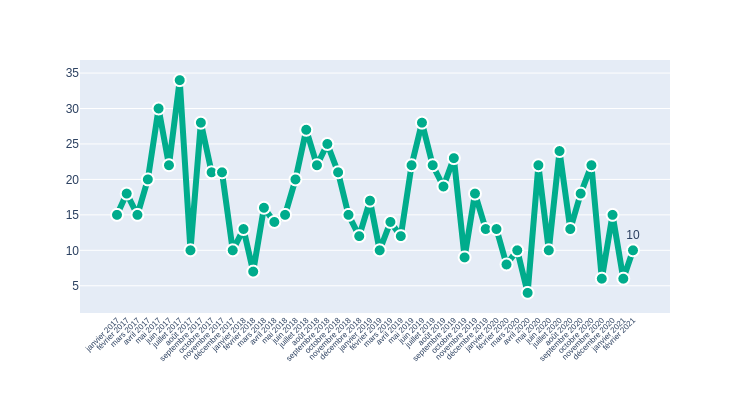 35
30
25
20
15
10
5
10
janvier 2017
février 2017
mars 2017
avril 2017
mai 2017
juin 2017
juillet 2017
août 2017
septembre 2017
octobre 2017
novembre 2017
décembre 2017
janvier 2018
février 2018
mars 2018
avril 2018
mai 2018
juin 2018
juillet 2018
août 2018
septembre 2018
octobre 2018
novembre 2018
décembre 2018
janvier 2019
février 2019
mars 2019
avril 2019
mai 2019
juin 2019
juillet 2019
août 2019
septembre 2019
octobre 2019
novembre 2019
décembre 2019
janvier 2020
février 2020
mars 2020
avril 2020
mai 2020
juin 2020
juillet 2020
août 2020
septembre 2020
octobre 2020
novembre 2020
décembre 2020
janvier 2021
février 2021